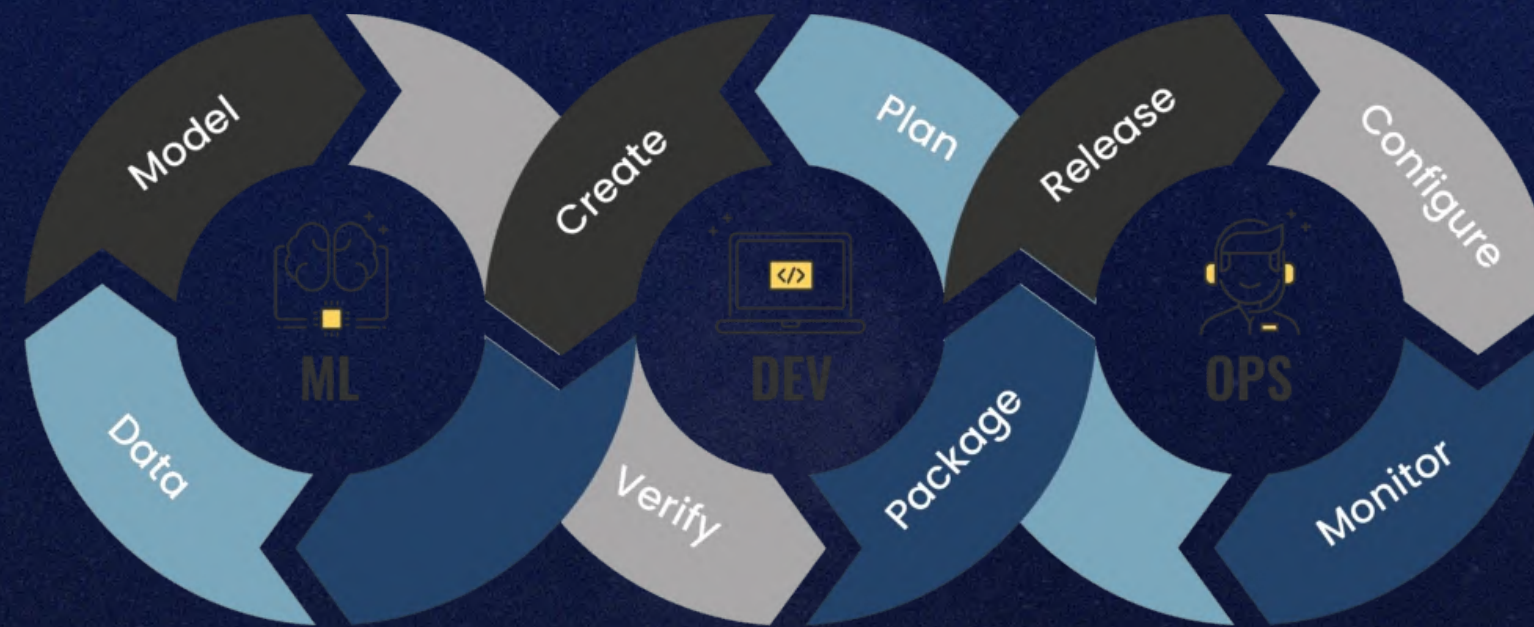 Model
Create
Plan
Release
Configure
</>
ML
DEV
OPS
Data
Verify
Package
Monitor